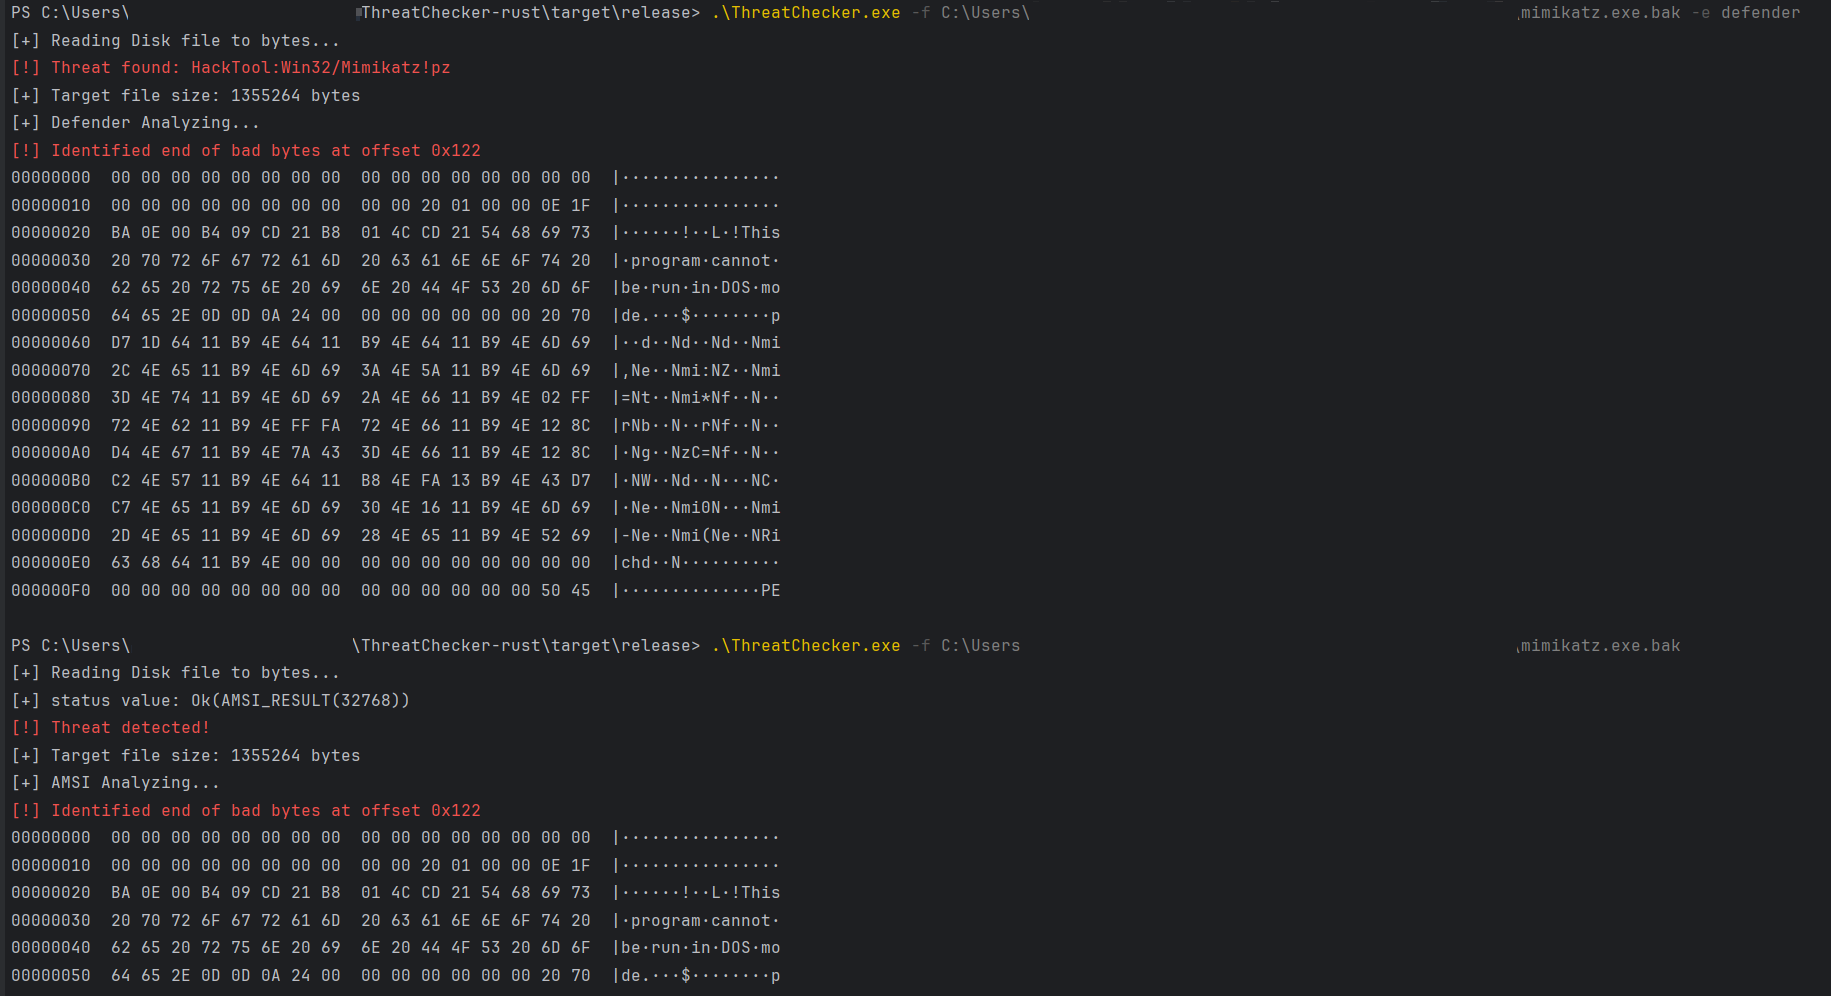 PS C:\Users\ ThreatChecker-rust\target\release> .\ThreatChecker.exe -f C:\Users\ mimikatz.exe.bak -e defender
[+] Reading Disk file to bytes...
[!] Threat found: HackTool:Win32/Mimikatz!pz
[+] Target file size: 1355264 bytes
[+] Defender Analyzing...
[!] Identified end of bad bytes at offset 0x122
00000000  00 00 00 00 00 00 00 00  00 00 00 00 00 00 00 00  |················
00000010  00 00 00 00 00 00 00 00  00 00 20 01 00 00 0E 1F  |················
00000020  BA 0E 00 B4 09 CD 21 B8  01 4C CD 21 54 68 69 73  |······!··L·!This
00000030  20 70 72 6F 67 72 61 6D  20 63 61 6E 6E 6F 74 20  |·program·cannot·
00000040  62 65 20 72 75 6E 20 69  6E 20 44 4F 53 20 6D 6F  |be·run·in·DOS·mo
00000050  64 65 2E 0D 0D 0A 24 00  00 00 00 00 00 00 20 70  |de.···$········p
00000060  D7 1D 64 11 B9 4E 64 11  B9 4E 64 11 B9 4E 6D 69  |··d··Nd··Nd··Nmi
00000070  2C 4E 65 11 B9 4E 6D 69  3A 4E 5A 11 B9 4E 6D 69  |,Ne··Nmi:NZ··Nmi
00000080  3D 4E 74 11 B9 4E 6D 69  2A 4E 66 11 B9 4E 02 FF  |=Nt··Nmi*Nf··N··
00000090  72 4E 62 11 B9 4E FF FA  72 4E 66 11 B9 4E 12 8C  |rNb··N··rNf··N··
000000A0  D4 4E 67 11 B9 4E 7A 43  3D 4E 66 11 B9 4E 12 8C  |·Ng··NzC=Nf··N··
000000B0  C2 4E 57 11 B9 4E 64 11  B8 4E FA 13 B9 4E 43 D7  |·NW··Nd··N···NC·
000000C0  C7 4E 65 11 B9 4E 6D 69  30 4E 16 11 B9 4E 6D 69  |·Ne··Nmi0N···Nmi
000000D0  2D 4E 65 11 B9 4E 6D 69  28 4E 65 11 B9 4E 52 69  |-Ne··Nmi(Ne··NRi
000000E0  63 68 64 11 B9 4E 00 00  00 00 00 00 00 00 00 00  |chd··N··········
000000F0  00 00 00 00 00 00 00 00  00 00 00 00 00 00 50 45  |··············PE
PS C:\Users\ \ThreatChecker-rust\target\release> .\ThreatChecker.exe -f C:\Users \mimikatz.exe.bak
[+] Reading Disk file to bytes...
[+] status value: Ok(AMSI_RESULT(32768))
[!] Threat detected!
[+] Target file size: 1355264 bytes
[+] AMSI Analyzing...
[!] Identified end of bad bytes at offset 0x122
00000000  00 00 00 00 00 00 00 00  00 00 00 00 00 00 00 00  |················
00000010  00 00 00 00 00 00 00 00  00 00 20 01 00 00 0E 1F  |················
00000020  BA 0E 00 B4 09 CD 21 B8  01 4C CD 21 54 68 69 73  |······!··L·!This
00000030  20 70 72 6F 67 72 61 6D  20 63 61 6E 6E 6F 74 20  |·program·cannot·
00000040  62 65 20 72 75 6E 20 69  6E 20 44 4F 53 20 6D 6F  |be·run·in·DOS·mo
00000050  64 65 2E 0D 0D 0A 24 00  00 00 00 00 00 00 20 70  |de.···$········p